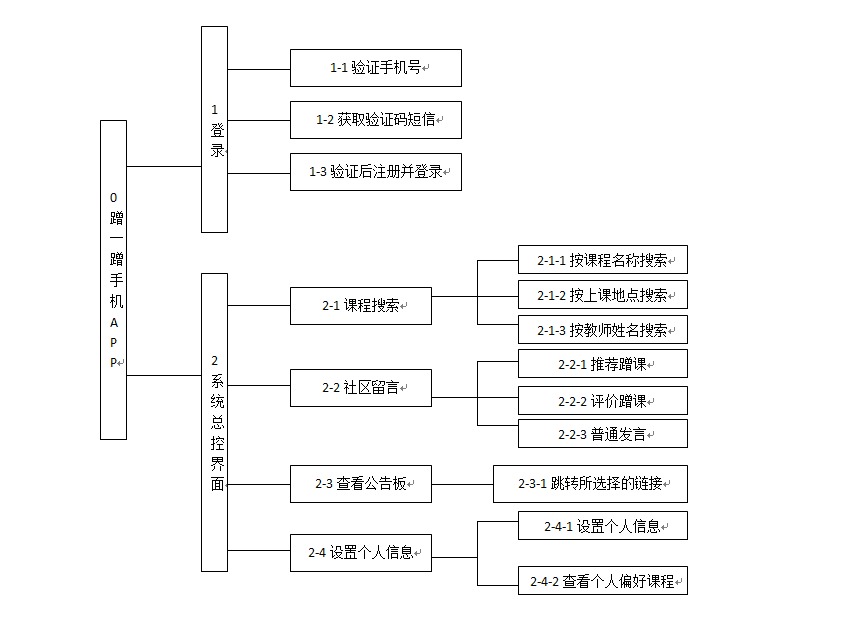 0蹭一蹭手机APP
1登录
1-1 验证手机号
1-2 获取验证码短信
1-3 验证后注册并登录
2系统总控界面
2-1 课程搜索
2-1-1 按课程名称搜索
2-1-2 按上课地点搜索
2-1-3 按教师姓名搜索
2-2 社区留言
2-2-1 推荐蹭课
2-2-2 评价蹭课
2-2-3 普通发言
2-3 查看公告板
2-3-1 跳转所选择的链接
2-4 设置个人信息
2-4-1 设置个人信息
2-4-2 查看个人偏好课程